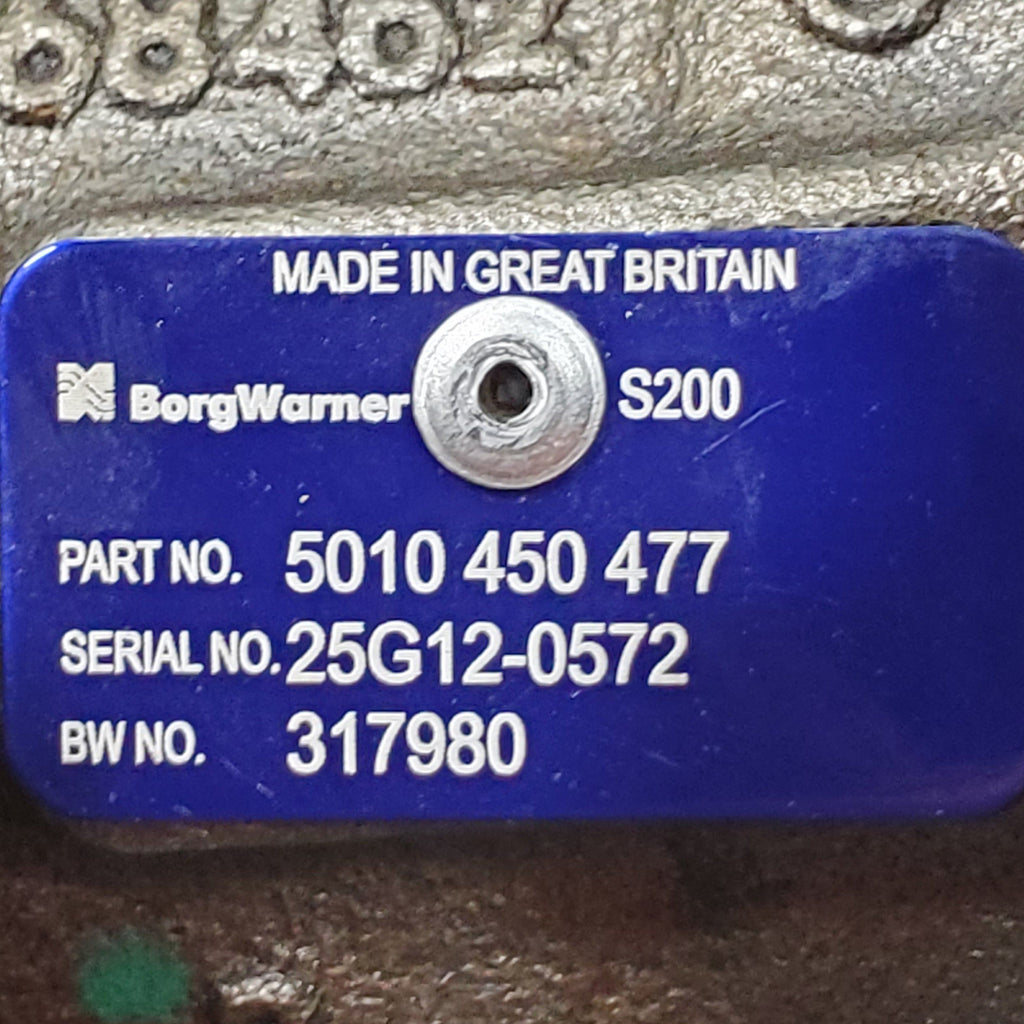 MADE IN GREAT BRITAIN
BorgWarner S200
PART NO. 5010 450 477
SERIAL NO. 25G12-0572
BW NO. 317980